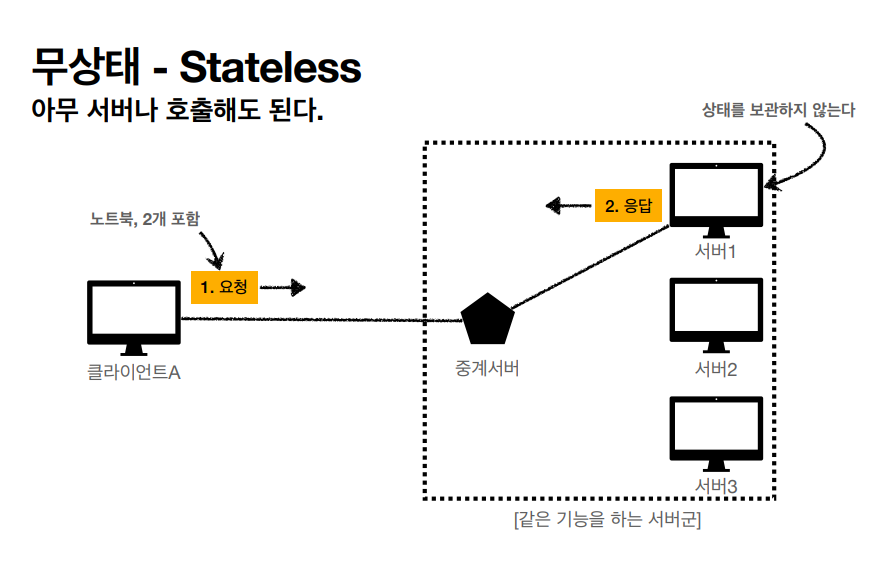 무상태 - Stateless
아무 서버나 호출해도 된다.
상태를 보관하지 않는다
노트북, 2개 포함
1. 요청
2. 응답
클라이언트A
중계서버
서버1
서버2
서버3
[같은 기능을 하는 서버군]